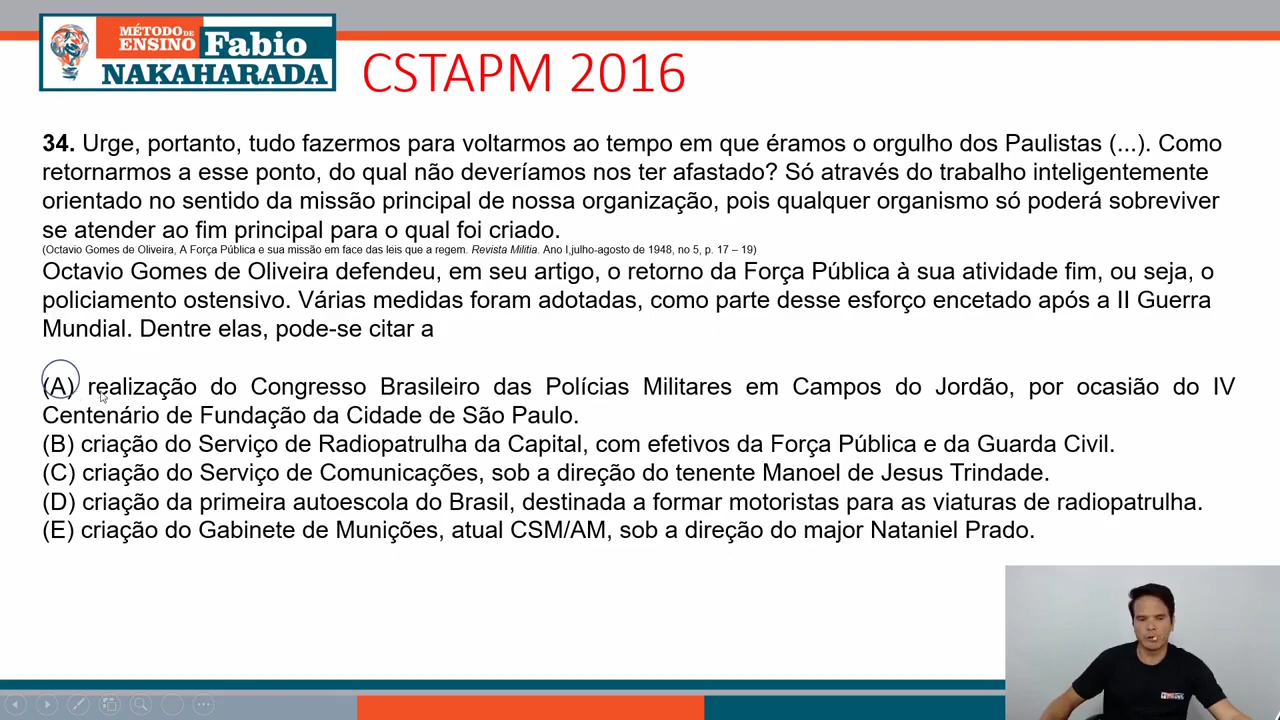 MÉTODO DE
ENSINO Fabio
NAKAHARADA
CSTAPM 2016
34. Urge, portanto, tudo fazermos para voltarmos ao tempo em que éramos o orgulho dos Paulistas (...). Como
retornarmos a esse ponto, do qual não deveríamos nos ter afastado? Só através do trabalho inteligentemente
orientado no sentido da missão principal de nossa organização, pois qualquer organismo só poderá sobreviver
se atender ao fim principal para o qual foi criado.
(Octavio Gomes de Oliveira, A Força Pública e sua missão em face das leis que a regem. Revista Militia. Ano I,julho-agosto de 1948, no 5, p. 17 – 19)
Octavio Gomes de Oliveira defendeu, em seu artigo, o retorno da Força Pública à sua atividade fim, ou seja, o
policiamento ostensivo. Várias medidas foram adotadas, como parte desse esforço encetado após a II Guerra
Mundial. Dentre elas, pode-se citar a
(A) realização do Congresso Brasileiro das Polícias Militares em Campos do Jordão, por ocasião do IV
Centenário de Fundação da Cidade de São Paulo.
(B) criação do Serviço de Radiopatrulha da Capital, com efetivos da Força Pública e da Guarda Civil.
(C) criação do Serviço de Comunicações, sob a direção do tenente Manoel de Jesus Trindade.
(D) criação da primeira autoescola do Brasil, destinada a formar motoristas para as viaturas de radiopatrulha.
(E) criação do Gabinete de Munições, atual CSM/AM, sob a direção do major Nataniel Prado.